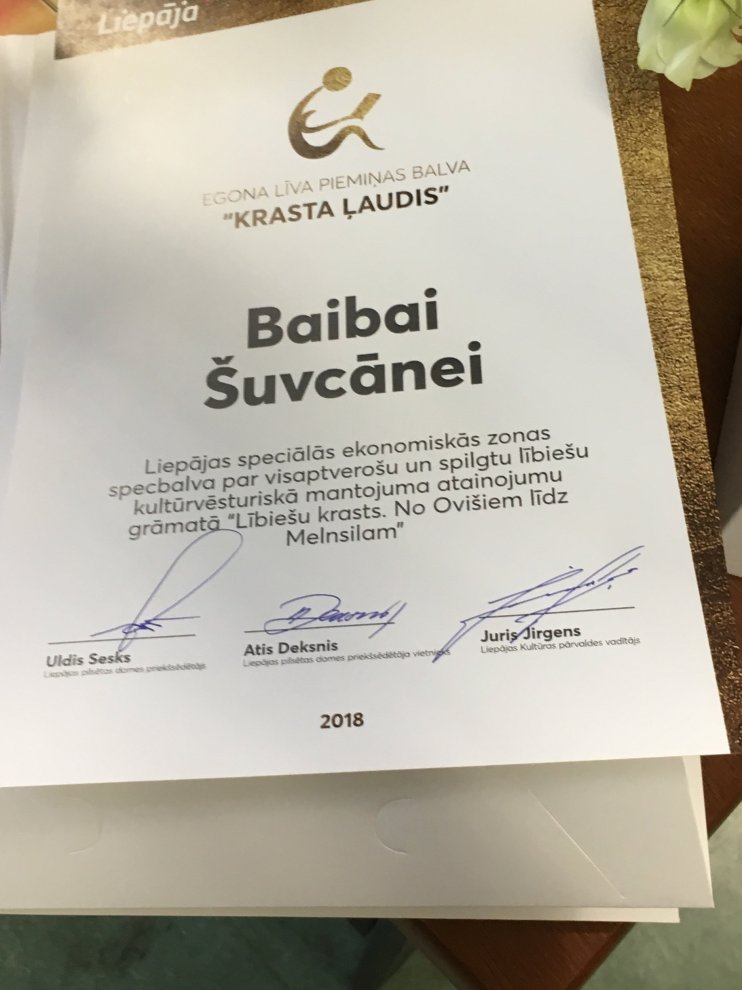 Liepāja
EGONA LĪVA PIEMIŅAS BALVA
"KRASTA ĻAUDIS"
Baibai
Šuvcānei
Liepājas speciālās ekonomiskās zonas
specbalva par visaptverošu un spilgtu lībiešu
kultūrvēsturiskā mantojuma atainojumu
grāmatā "Lībiešu krasts. No Ovišiem līdz
Melnsilam"
Uldis Sesks
Liepājas pilsētas domes priekšsēdētājs
Atis Deksnis
Liepājas pilsētas domes priekšsēdētāja vietnieks
Juris Jirgens
Liepājas Kultūras pārvaldes vadītājs
2018